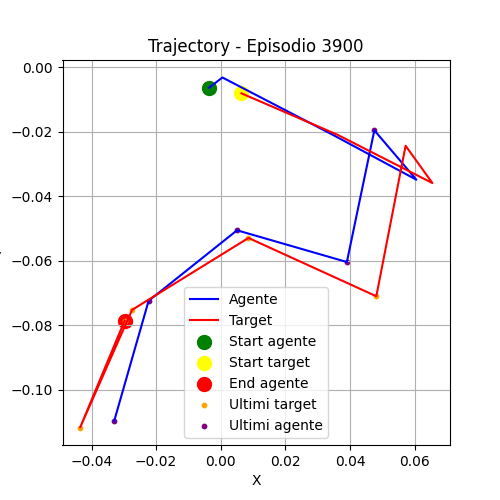 Trajectory - Episodio 3900
0.00
−0.02
−0.04
−0.06
−0.08
−0.10
Agente
Target
Start agente
Start target
End agente
Ultimi target
Ultimi agente
−0.04 −0.02 0.00 0.02 0.04 0.06
X